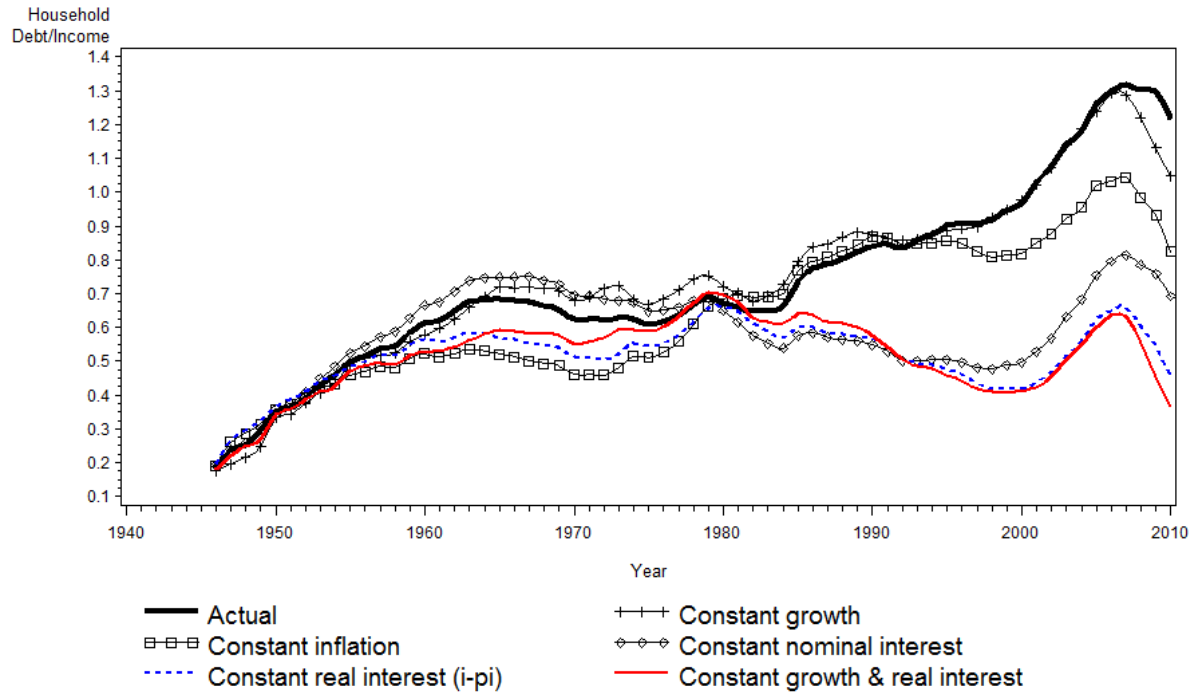 Household
Debt/Income
1.4
1.3
1.2
1.1
1.0
0.9
0.8
0.7
0.6
0.5
0.4
0.3
0.2
0.1
1940 1950 1960 1970 1980 1990 2000 2010
Year
Actual Constant growth
Constant inflation Constant nominal interest
Constant real interest (i-pi) Constant growth & real interest